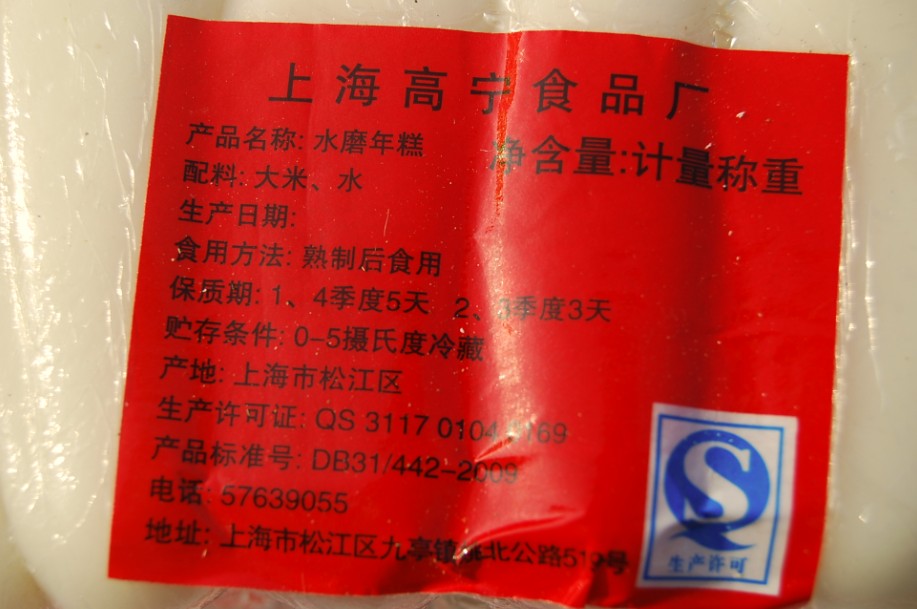 上海高宁食品厂
产品名称: 水磨年糕
净含量:计量称重
配料: 大米、水
生产日期:
食用方法: 熟制后食用
保质期: 1、4季度5天 2、3季度3天
贮存条件: 0-5摄氏度冷藏
产地: 上海市松江区
生产许可证: QS 3117 0104
产品标准号: DB31/442-2009
电话: 57639055
地址: 上海市松江区九亭镇 北公路 号
生产许可